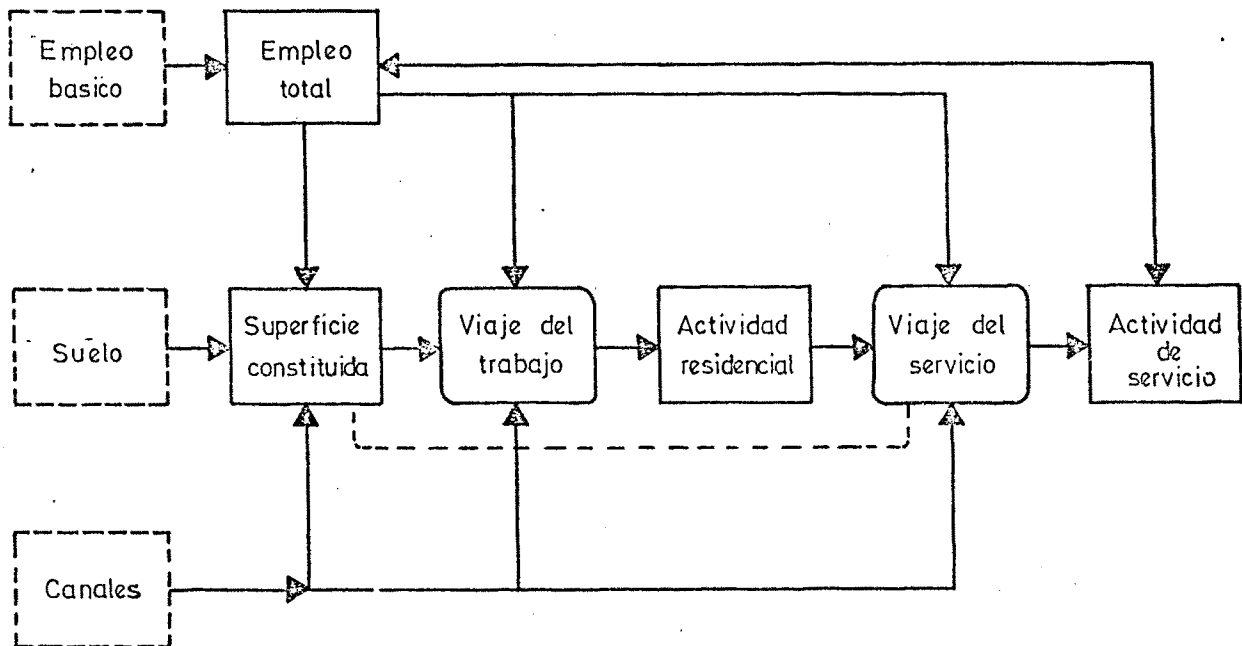 Empleo
basico
Empleo
total
Suelo
Superficie
constituida
Viaje del
trabajo
Actividad
residencial
Viaje del
servicio
Actividad
de
servicio
Canales